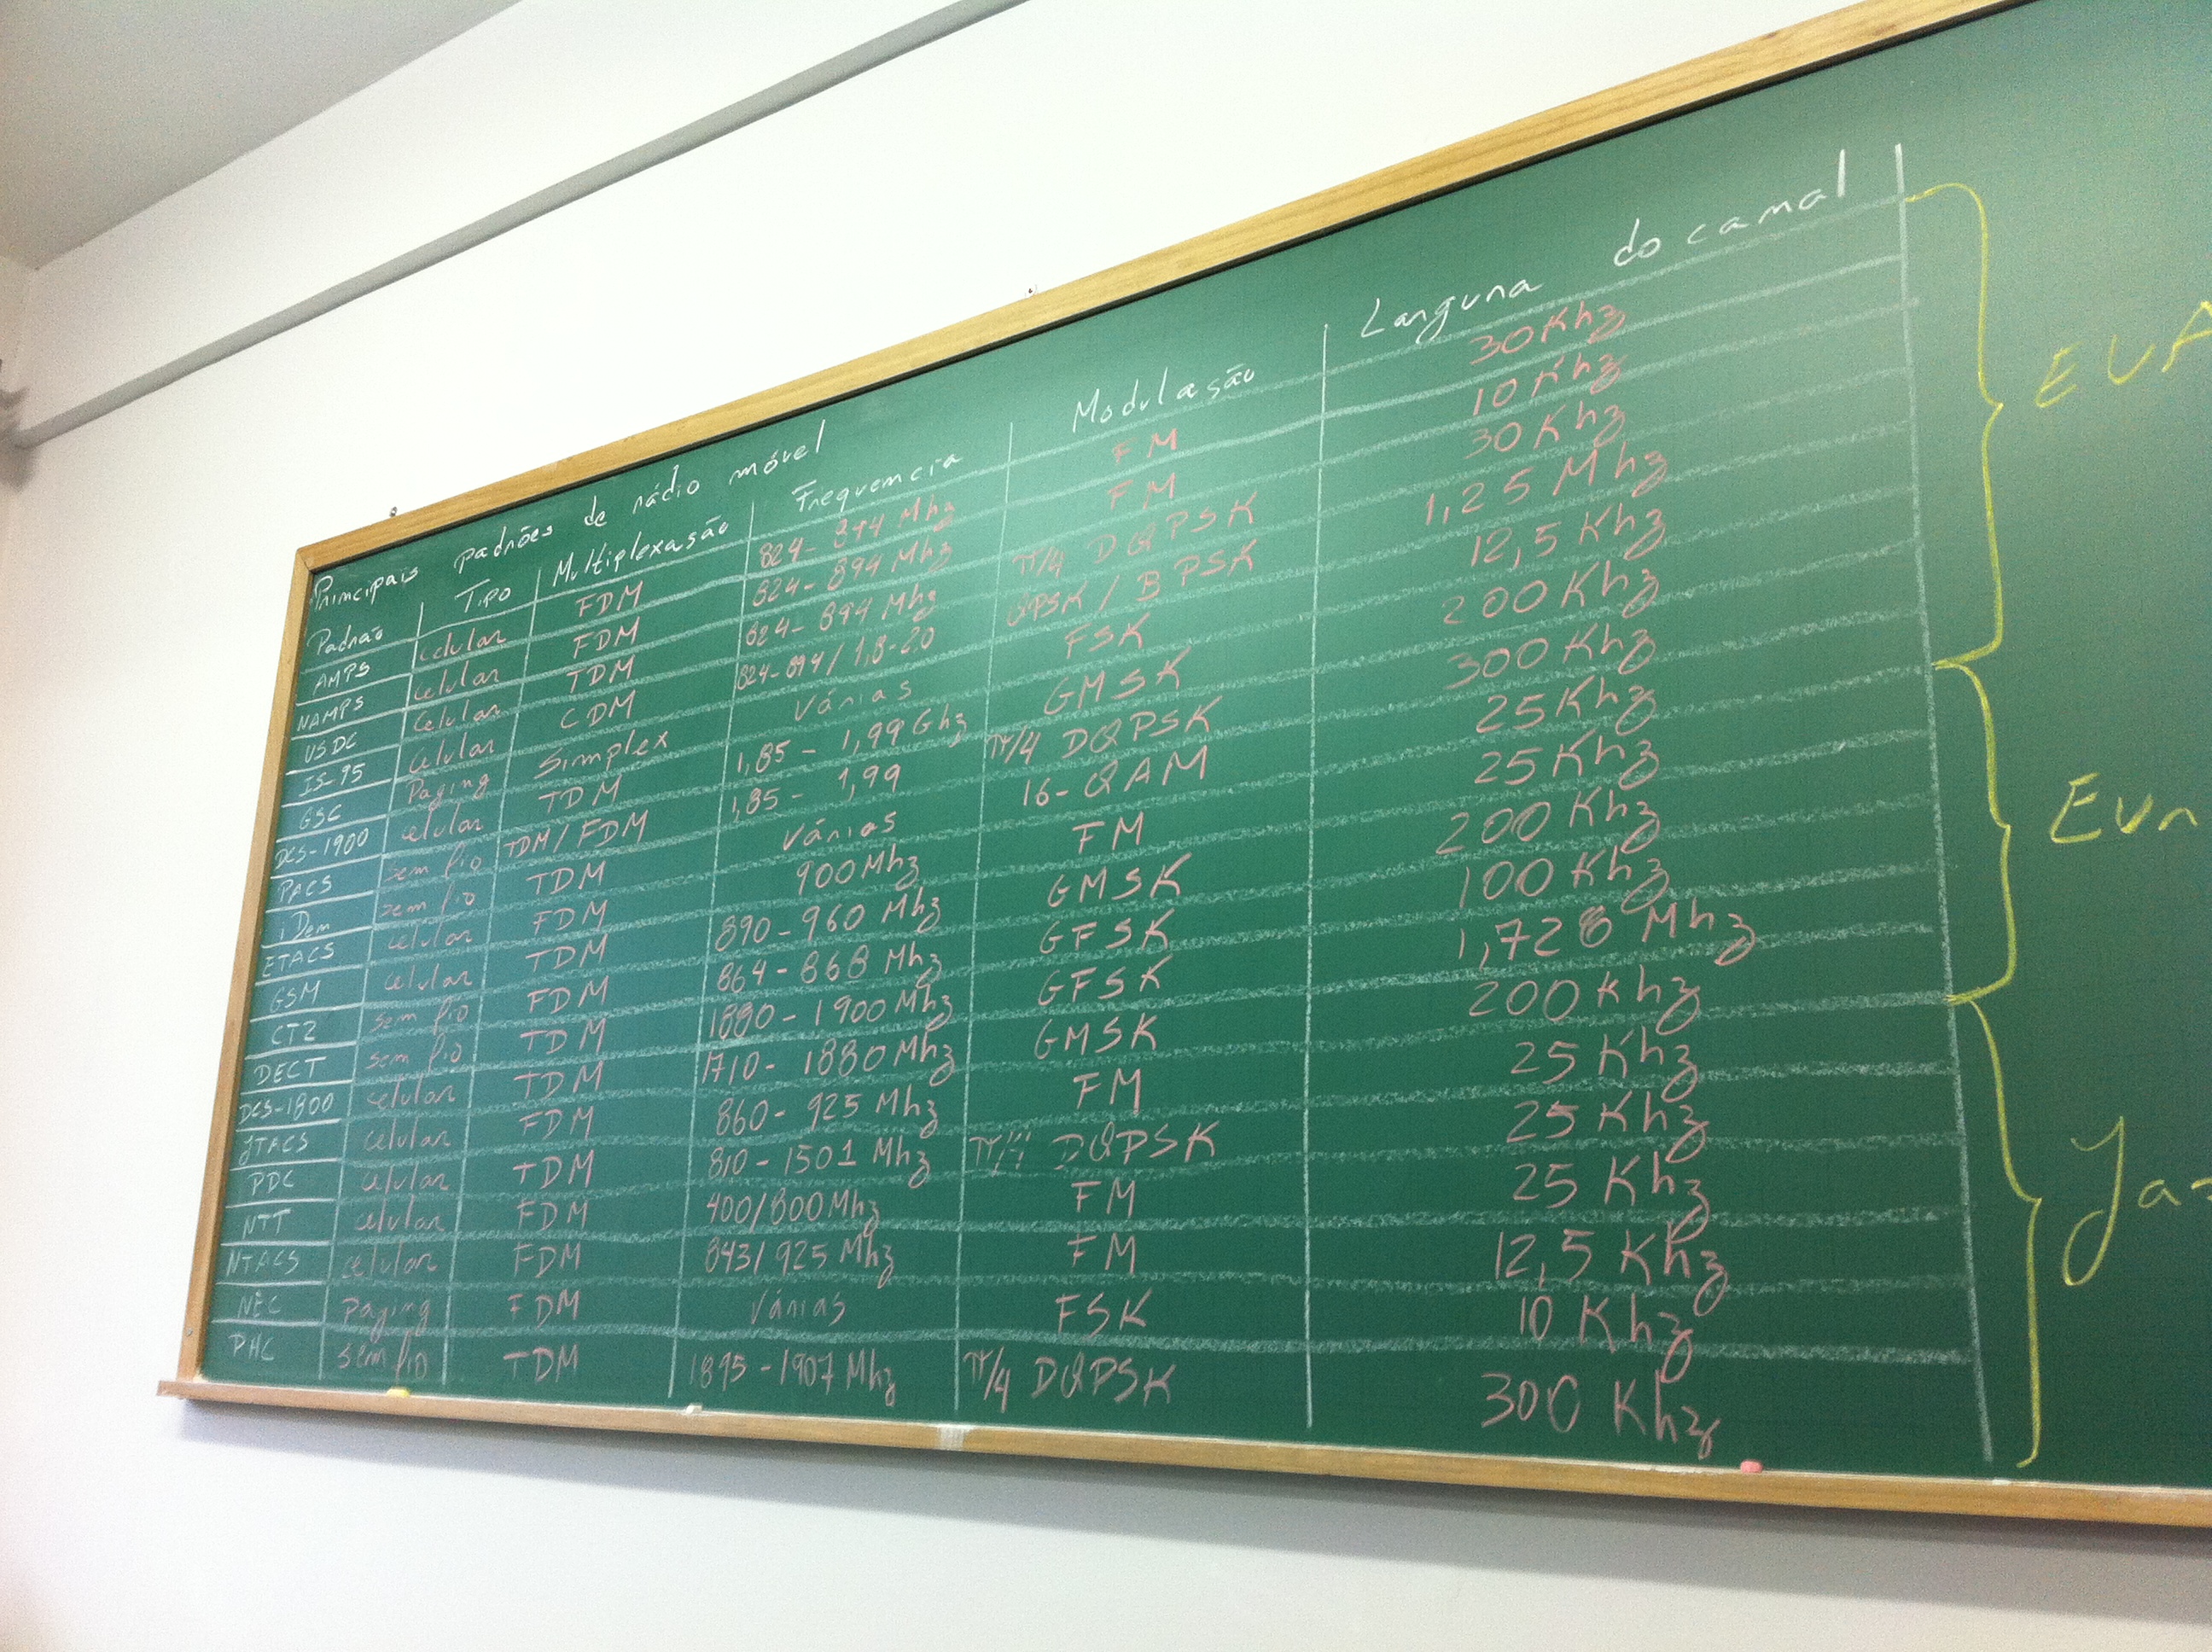 Principais padrões de rádio móvel
Padrão Tipo Multiplexasão Frequencia Modulasão Largura do canal
AMPS celular FDM 824-894 Mhz FM 30 Khz
NAMPS celular FDM 824-894 Mhz FM 10 Khz
USDC celular TDM 824-894 Mhz π/4 DQPSK 30 Khz
IS-95 celular CDM 824-894/1,8-2.0 QPSK/BPSK 1,25 Mhz
GSC Paging Simplex Várias FSK 12,5 Khz
DCS-1900 celular TDM 1,85-1,99 Ghz GMSK 200 Khz
PACS sem fio TDM/FDM 1,85-1,99 π/4 DQPSK 300 Khz
iDen sem fio TDM Várias 16-QAM 25 Khz
ETACS celular FDM 900 Mhz FM 25 Khz
GSM celular TDM 890-960 Mhz GMSK 200 Khz
CT2 sem fio FDM 864-868 Mhz GFSK 100 Khz
DECT sem fio TDM 1880-1900 Mhz GFSK 1,728 Mhz
DCS-1800 celular TDM 1710-1880 Mhz GMSK 200 Khz
JTACS celular FDM 860-925 Mhz FM 25 Khz
PDC celular TDM 810-1501 Mhz DQPSK 25 Khz
NTT celular FDM 400/800 Mhz FM 25 Khz
NTACS celular FDM 843/925 Mhz FM 12,5 Khz
NEC Paging FDM Várias FSK 10 Khz
PHC sem fio TDM 1895-1907 Mhz π/4 DQPSK 300 Khz
EUA